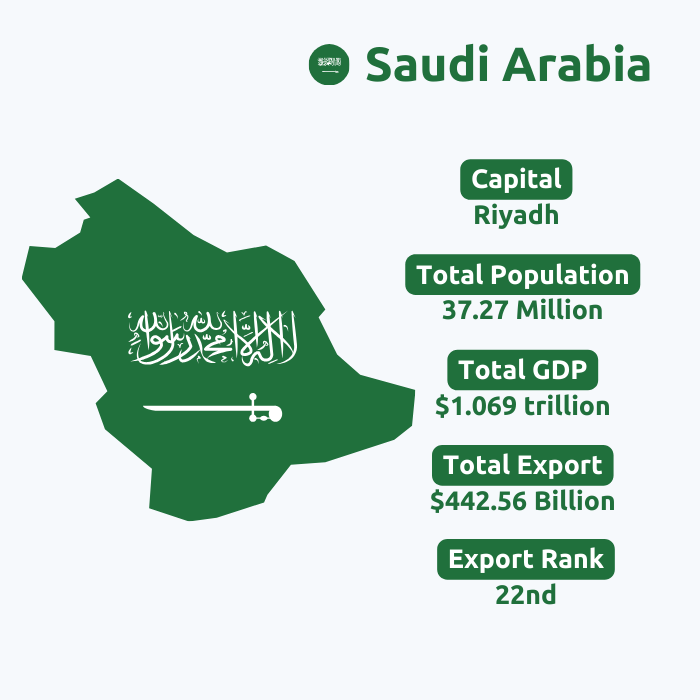 Saudi Arabia
Capital
Riyadh
Total Population
37.27 Million
لا إله إلا الله محمد رسول الله
Total GDP
$1.069 trillion
Total Export
$442.56 Billion
Export Rank
22nd